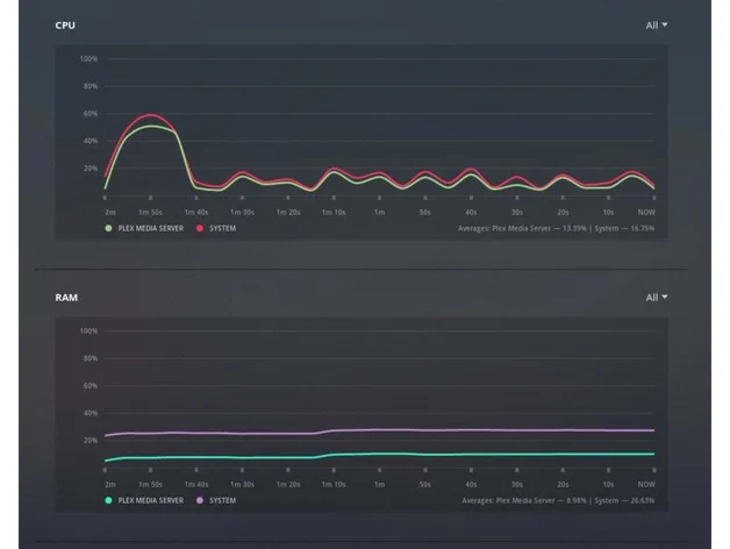 CPU
All
100%
80%
60%
40%
20%
2m 1m 50s 1m 40s 1m 30s 1m 20s 1m 10s 1m 50s 40s 30s 20s 10s NOW
PLEX MEDIA SERVER SYSTEM Averages: Plex Media Server — 13.39% | System — 16.75%
RAM
All
100%
80%
60%
40%
20%
2m 1m 50s 1m 40s 1m 30s 1m 20s 1m 10s 1m 50s 40s 30s 20s 10s NOW
PLEX MEDIA SERVER SYSTEM Averages: Plex Media Server — 8.98% | System — 26.63%